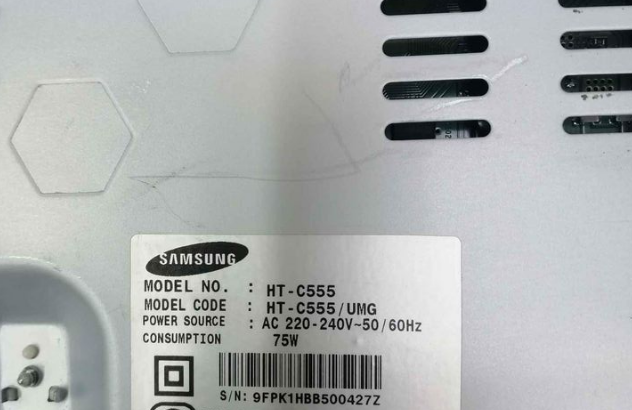 SAMSUNG
MODEL NO. : HT-C555
MODEL CODE : HT-C555/UMG
POWER SOURCE : AC 220-240V~50/60Hz
CONSUMPTION 75W
S/N: 9FPK1HBB500427Z